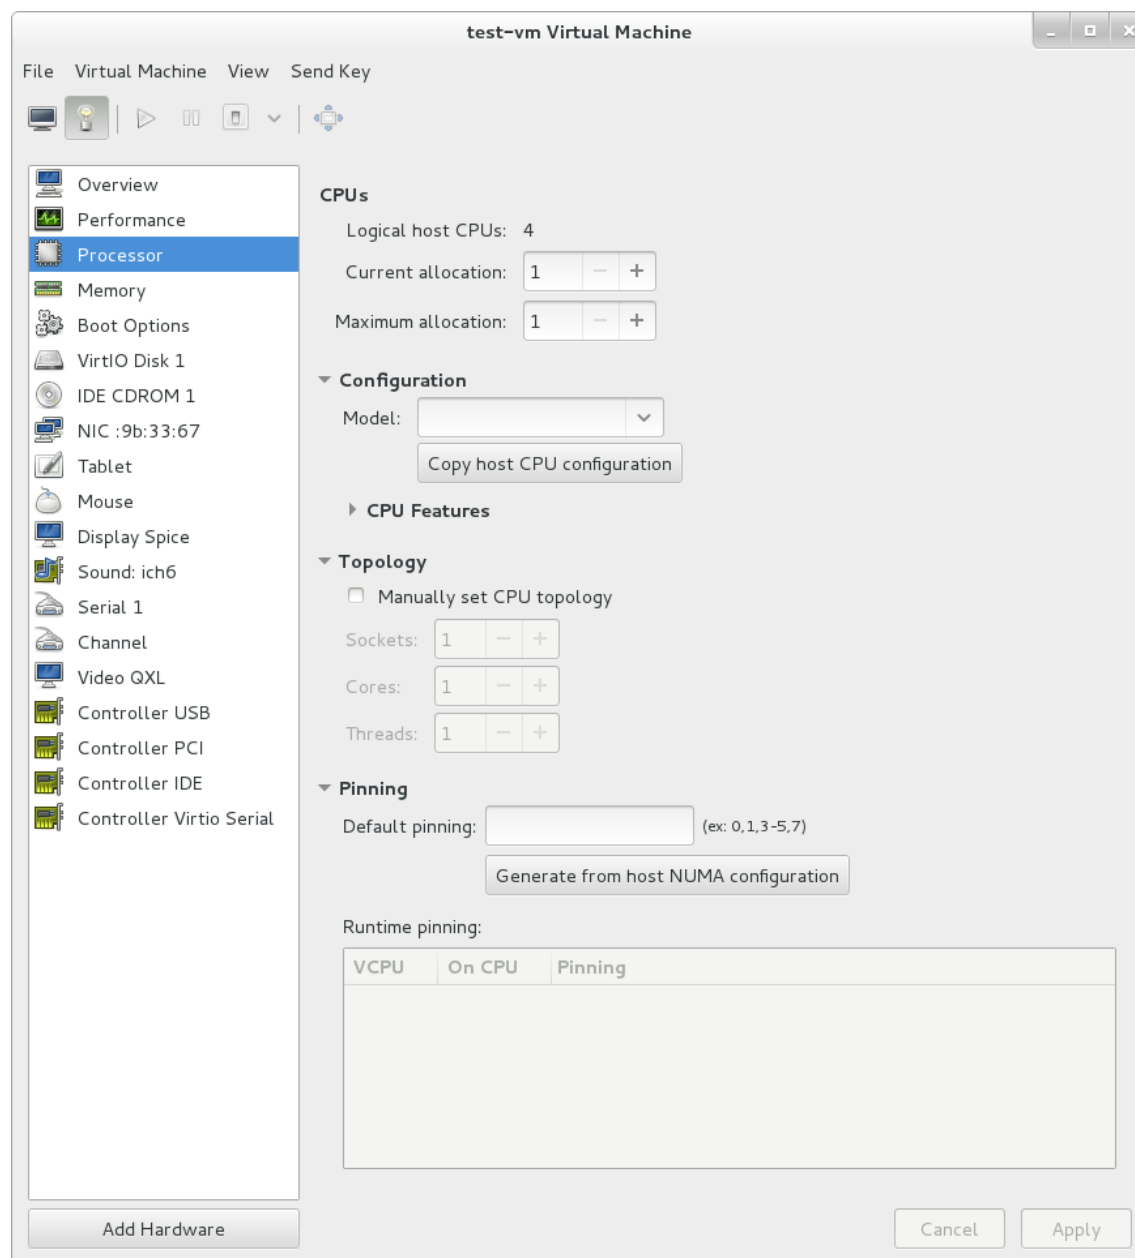 test-vm Virtual Machine
File Virtual Machine View Send Key
Overview
Performance
Processor
Memory
Boot Options
VirtIO Disk 1
IDE CDROM 1
NIC :9b:33:67
Tablet
Mouse
Display Spice
Sound: ich6
Serial 1
Channel
Video QXL
Controller USB
Controller PCI
Controller IDE
Controller Virtio Serial
Add Hardware
CPUs
Logical host CPUs: 4
Current allocation: 1
Maximum allocation: 1
Configuration
Model:
Copy host CPU configuration
CPU Features
Topology
Manually set CPU topology
Sockets: 1
Cores: 1
Threads: 1
Pinning
Default pinning: (ex: 0,1,3-5,7)
Generate from host NUMA configuration
Runtime pinning:
VCPU On CPU Pinning
Cancel Apply